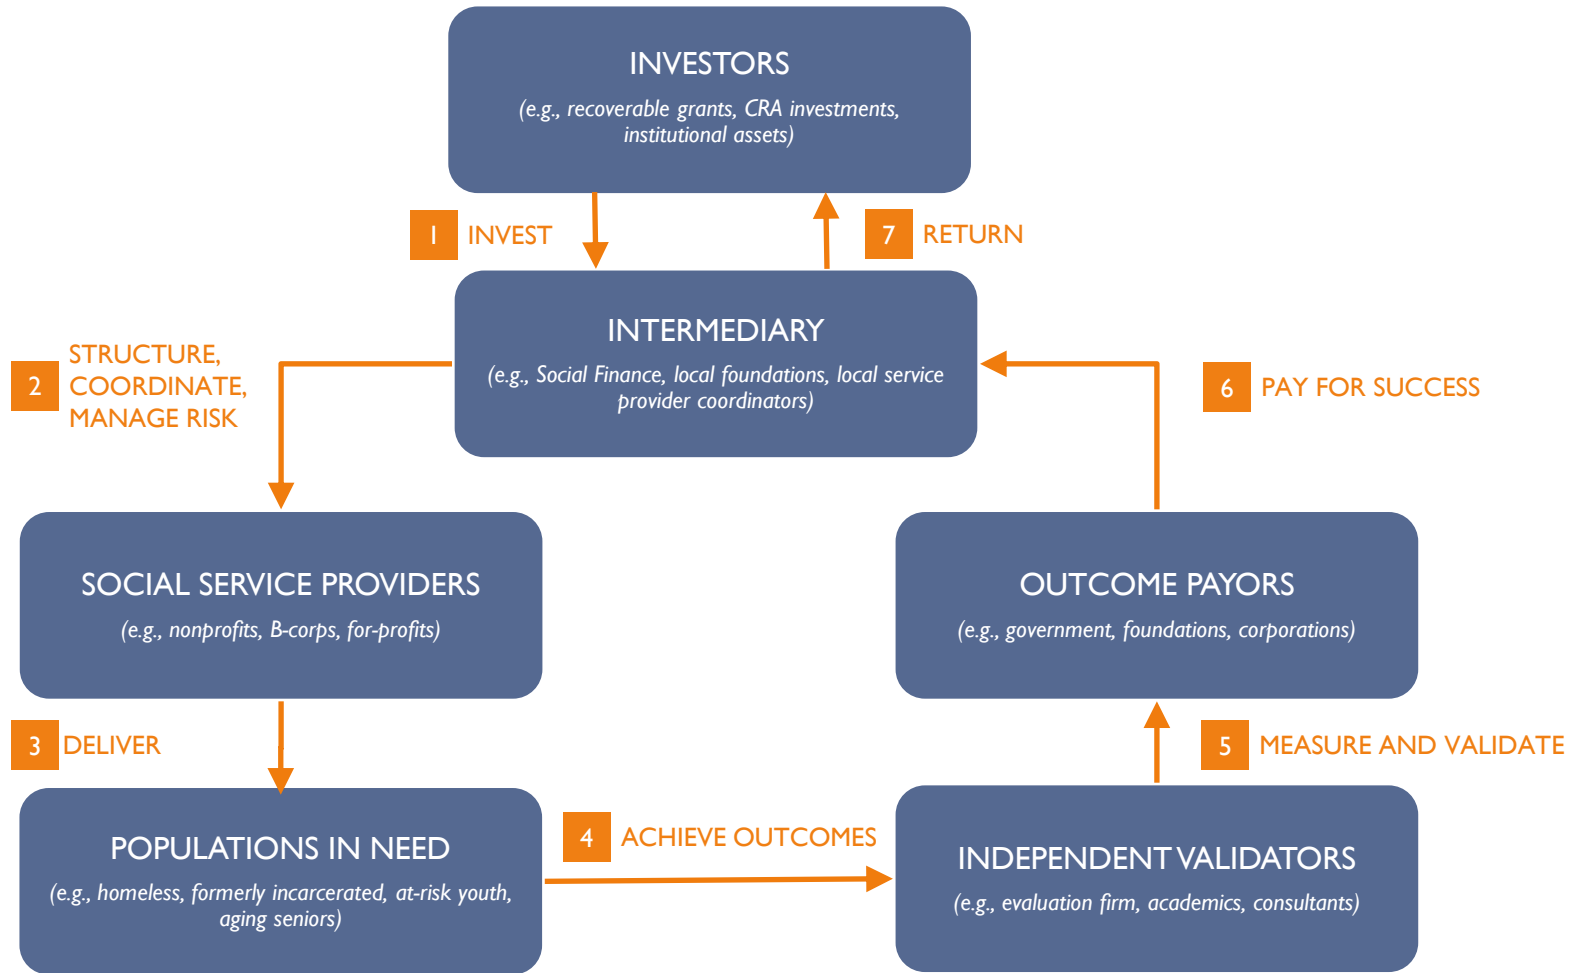 INVESTORS
(e.g., recoverable grants, CRA investments,
institutional assets)
1 INVEST
7 RETURN
INTERMEDIARY
(e.g., Social Finance, local foundations, local service
provider coordinators)
2 STRUCTURE,
COORDINATE,
MANAGE RISK
6 PAY FOR SUCCESS
SOCIAL SERVICE PROVIDERS
(e.g., nonprofits, B-corps, for-profits)
OUTCOME PAYORS
(e.g., government, foundations, corporations)
3 DELIVER
5 MEASURE AND VALIDATE
POPULATIONS IN NEED
(e.g., homeless, formerly incarcerated, at-risk youth,
aging seniors)
4 ACHIEVE OUTCOMES
INDEPENDENT VALIDATORS
(e.g., evaluation firm, academics, consultants)